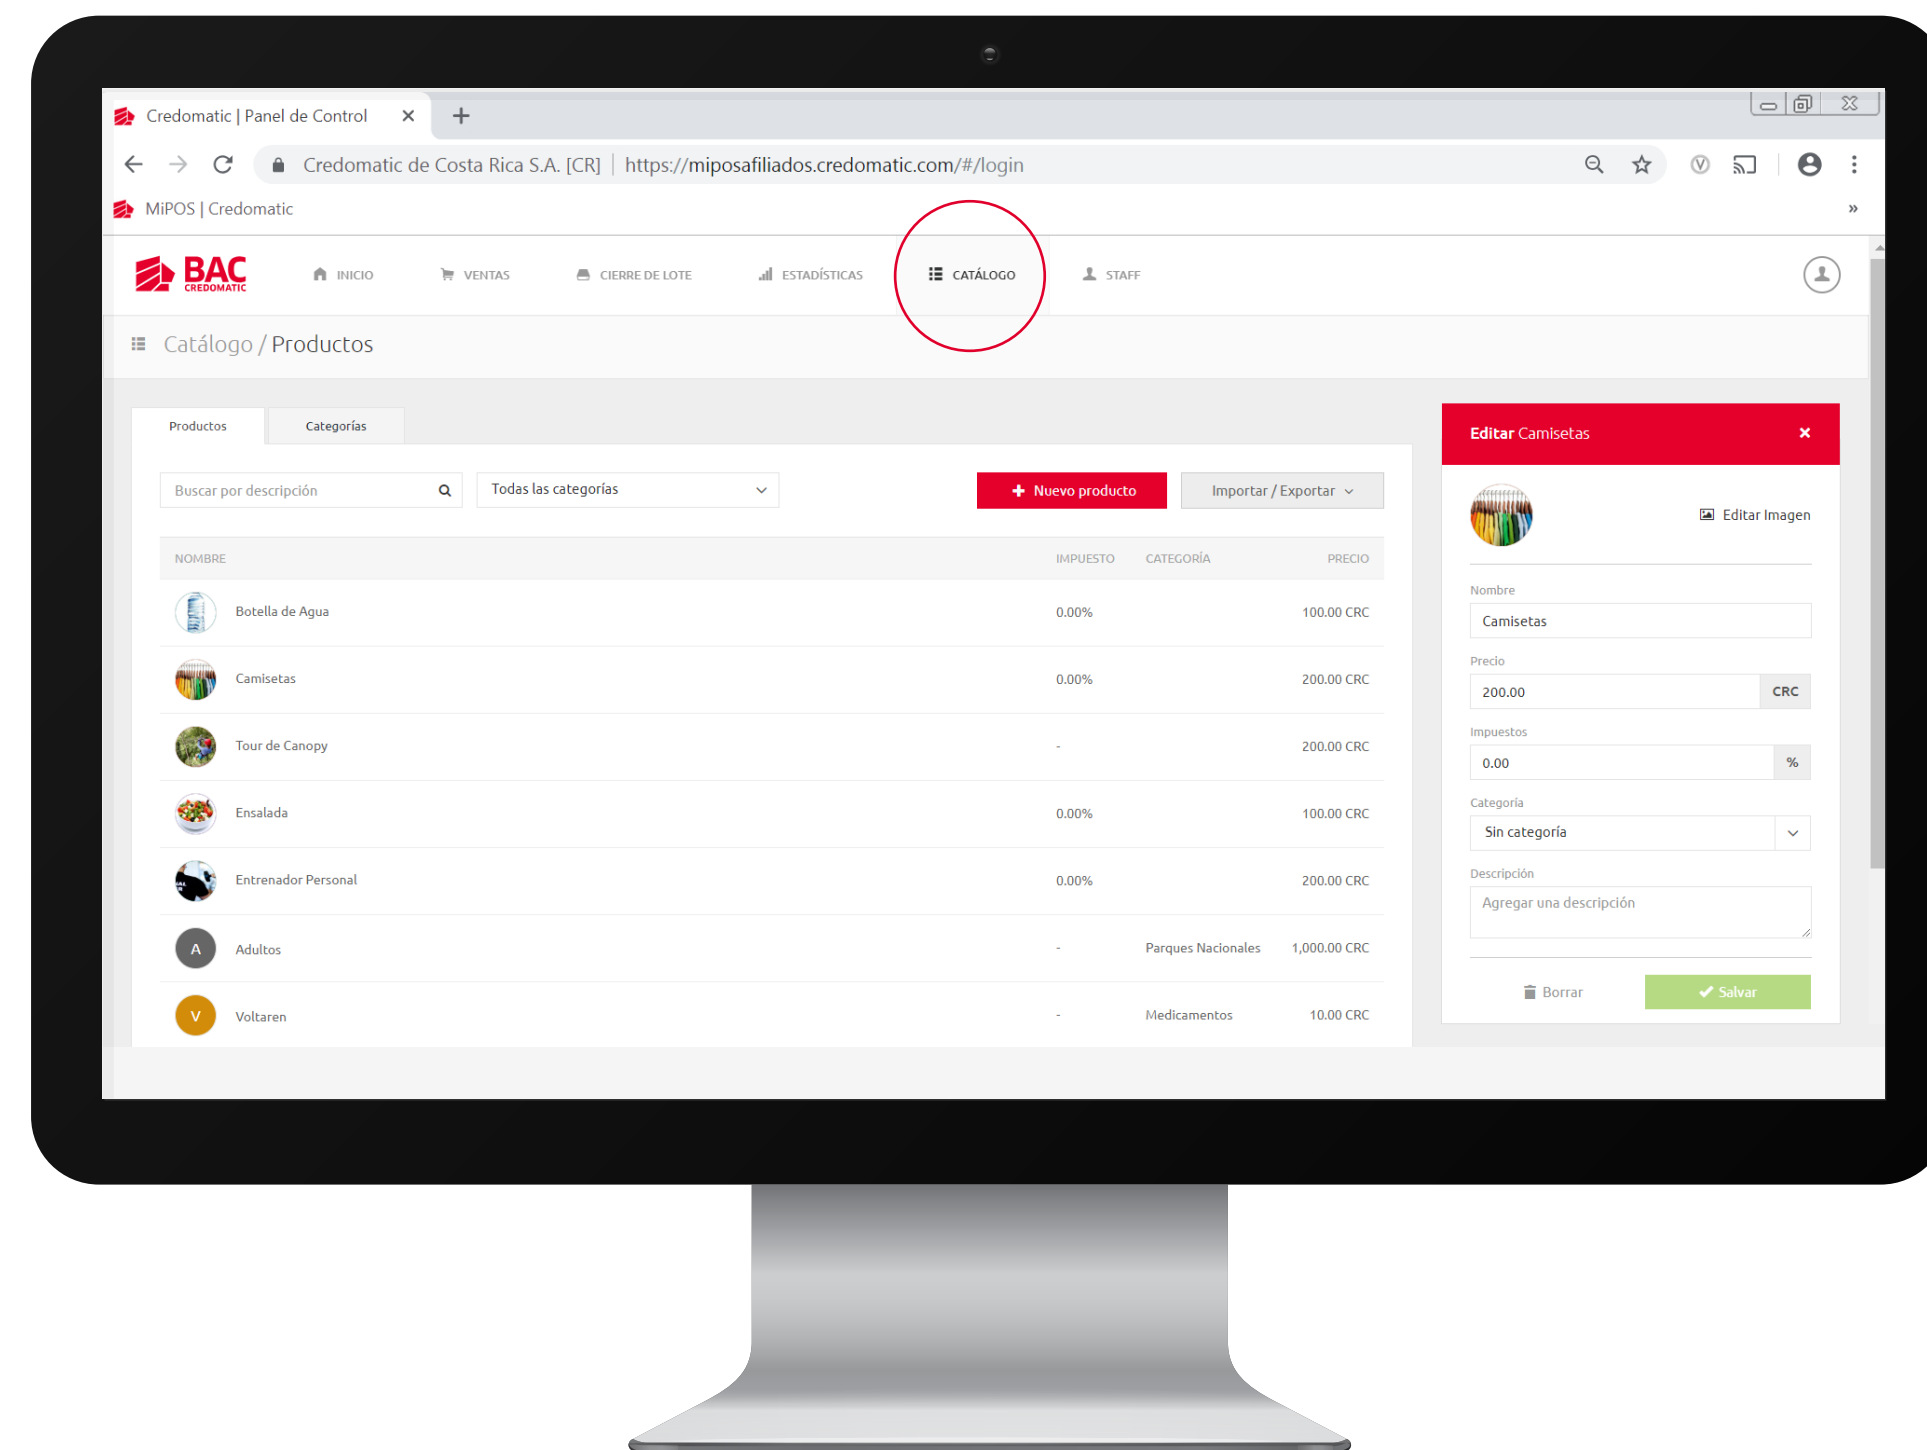 Credomatic | Panel de Control
Credomatic de Costa Rica S.A. [CR] | https://miposafiliados.credomatic.com/#/login
MiPOS | Credomatic
»
BAC
CREDOMATIC
INICIO
VENTAS
CIERRE DE LOTE
ESTADÍSTICAS
CATÁLOGO
STAFF
Catálogo / Productos
Productos
Categorías
Buscar por descripción
Todas las categorías
Nuevo producto
Importar / Exportar
NOMBRE IMPUESTO CATEGORÍA PRECIO
Botella de Agua 0.00% 100.00 CRC
Camisetas 0.00% 200.00 CRC
Tour de Canopy - 200.00 CRC
Ensalada 0.00% 100.00 CRC
Entrenador Personal 0.00% 200.00 CRC
A Adultos - Parques Nacionales 1,000.00 CRC
V Voltaren - Medicamentos 10.00 CRC
Editar Camisetas
Editar Imagen
Nombre
Camisetas
Precio
200.00 CRC
Impuestos
0.00 %
Categoría
Sin categoría
Descripción
Agregar una descripción
Borrar
Salvar